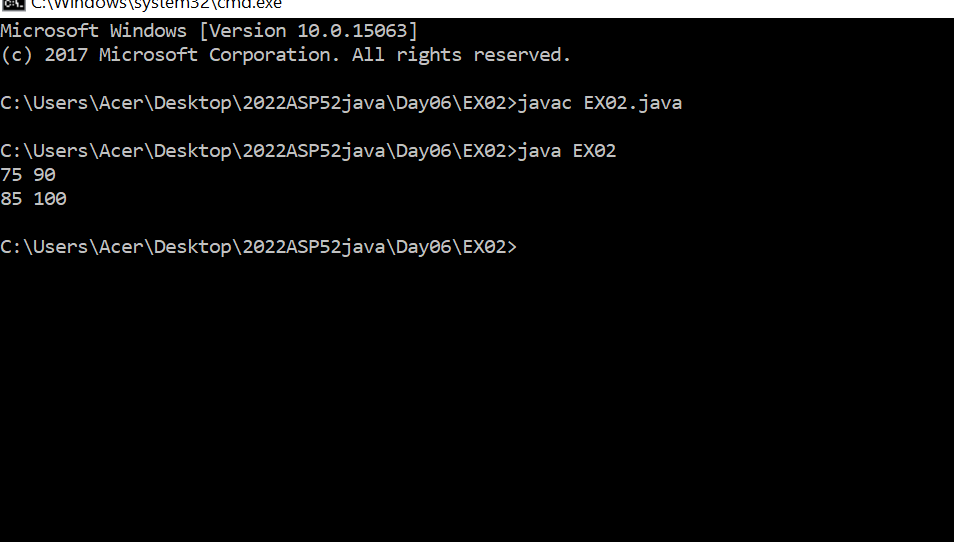 C:\Windows\system32\cmd.exe
Microsoft Windows [Version 10.0.15063]
(c) 2017 Microsoft Corporation. All rights reserved.
C:\Users\Acer\Desktop\2022ASP52java\Day06\EX02>javac EX02.java
C:\Users\Acer\Desktop\2022ASP52java\Day06\EX02>java EX02
75 90
85 100
C:\Users\Acer\Desktop\2022ASP52java\Day06\EX02>